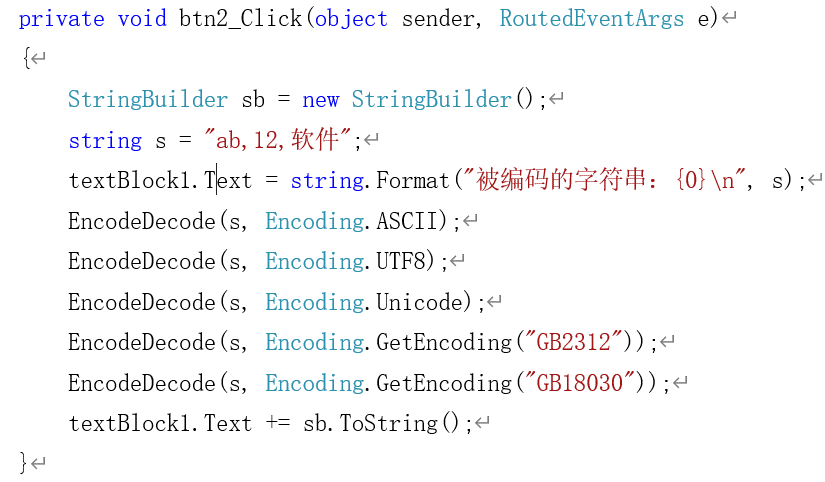 private void btn2_Click(object sender, RoutedEventArgs e)↵
{↵
StringBuilder sb = new StringBuilder();↵
string s = "ab,12,软件";↵
textBlock1.Text = string.Format("被编码的字符串：{0}\n", s);↵
EncodeDecode(s, Encoding.ASCII);↵
EncodeDecode(s, Encoding.UTF8);↵
EncodeDecode(s, Encoding.Unicode);↵
EncodeDecode(s, Encoding.GetEncoding("GB2312"));↵
EncodeDecode(s, Encoding.GetEncoding("GB18030"));↵
textBlock1.Text += sb.ToString();↵
}↵